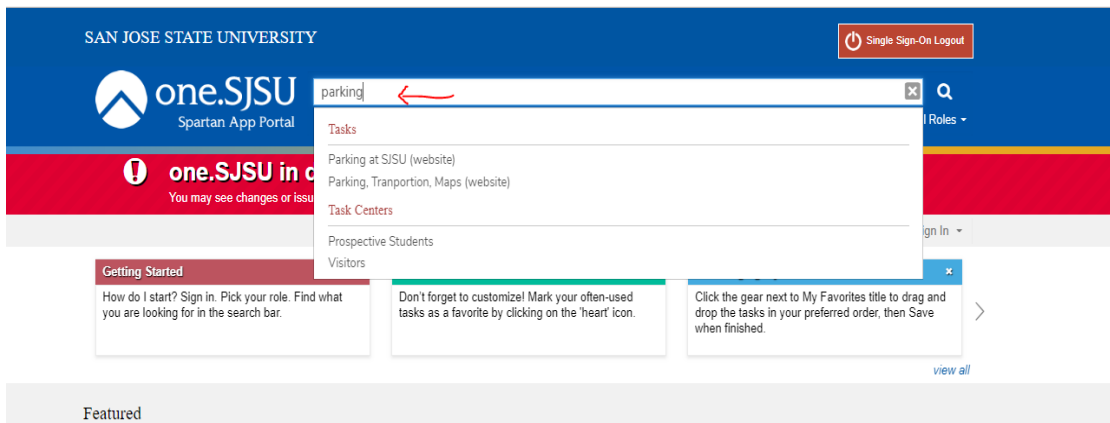 SAN JOSE STATE UNIVERSITY
Single Sign-On Logout
one.SJSU
Spartan App Portal
parking
Roles
Tasks
Parking at SJSU (website)
Parking, Tranportion, Maps (website)
Task Centers
Prospective Students
Visitors
one.SJSU in
You may see changes or issu
gn In
Getting Started
How do I start? Sign in. Pick your role. Find what
you are looking for in the search bar.
Don't forget to customize! Mark your often-used
tasks as a favorite by clicking on the 'heart' icon.
Click the gear next to My Favorites title to drag and
drop the tasks in your preferred order, then Save
when finished.
view all
Featured